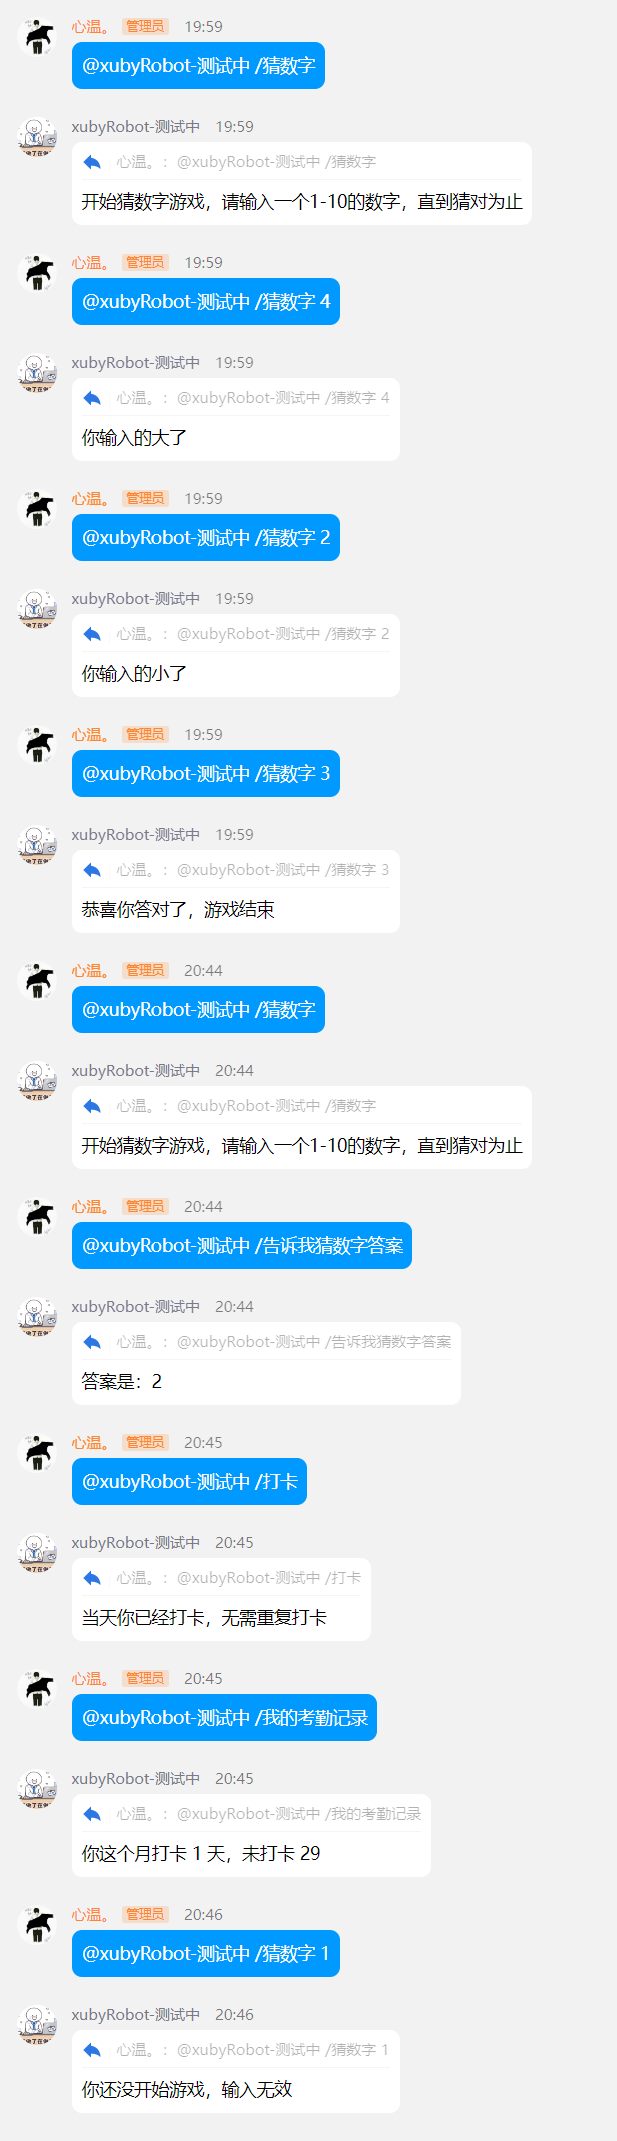 心温。 管理员 19:59
@xubyRobot-测试中 /猜数字
xubyRobot-测试中 19:59
心温。：@xubyRobot-测试中 /猜数字
开始猜数字游戏，请输入一个1-10的数字，直到猜对为止
心温。 管理员 19:59
@xubyRobot-测试中 /猜数字 4
xubyRobot-测试中 19:59
心温。：@xubyRobot-测试中 /猜数字 4
你输入的大了
心温。 管理员 19:59
@xubyRobot-测试中 /猜数字 2
xubyRobot-测试中 19:59
心温。：@xubyRobot-测试中 /猜数字 2
你输入的小了
心温。 管理员 19:59
@xubyRobot-测试中 /猜数字 3
xubyRobot-测试中 19:59
心温。：@xubyRobot-测试中 /猜数字 3
恭喜你答对了，游戏结束
心温。 管理员 20:44
@xubyRobot-测试中 /猜数字
xubyRobot-测试中 20:44
心温。：@xubyRobot-测试中 /猜数字
开始猜数字游戏，请输入一个1-10的数字，直到猜对为止
心温。 管理员 20:44
@xubyRobot-测试中 /告诉我猜数字答案
xubyRobot-测试中 20:44
心温。：@xubyRobot-测试中 /告诉我猜数字答案
答案是：2
心温。 管理员 20:45
@xubyRobot-测试中 /打卡
xubyRobot-测试中 20:45
心温。：@xubyRobot-测试中 /打卡
当天你已经打卡，无需重复打卡
心温。 管理员 20:45
@xubyRobot-测试中 /我的考勤记录
xubyRobot-测试中 20:45
心温。：@xubyRobot-测试中 /我的考勤记录
你这个月打卡 1 天，未打卡 29
心温。 管理员 20:46
@xubyRobot-测试中 /猜数字 1
xubyRobot-测试中 20:46
心温。：@xubyRobot-测试中 /猜数字 1
你还没开始游戏，输入无效